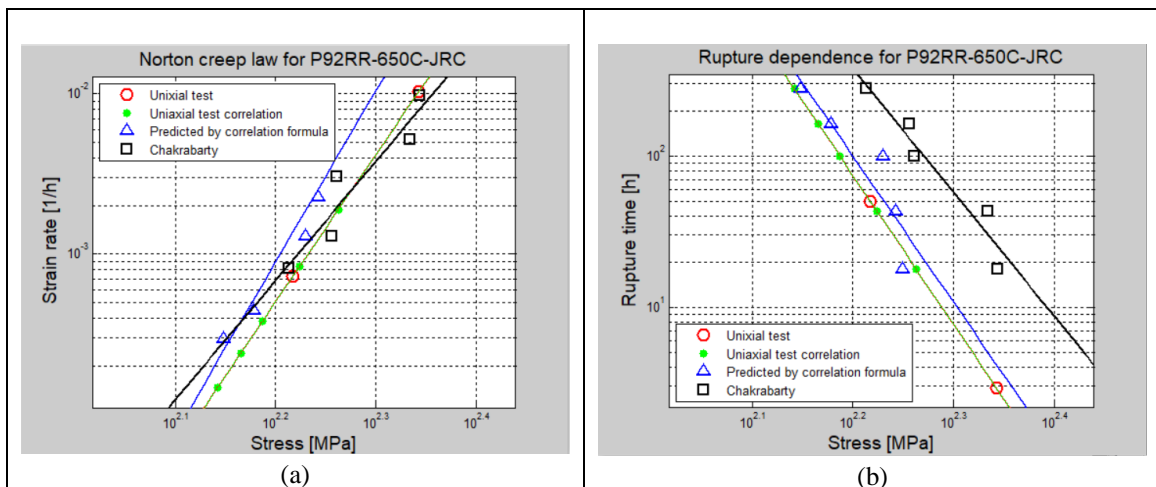 Norton creep law for P92RR-650C-JRC
10^-2
10^-3
Strain rate [1/h]
Unixial test
Uniaxial test correlation
Predicted by correlation formula
Chakrabarty
10^2.1
10^2.2
10^2.3
10^2.4
Stress [MPa]
(a)
Rupture dependence for P92RR-650C-JRC
10^2
10^1
Rupture time [h]
Unixial test
Uniaxial test correlation
Predicted by correlation formula
Chakrabarty
10^2.1
10^2.2
10^2.3
10^2.4
Stress [MPa]
(b)